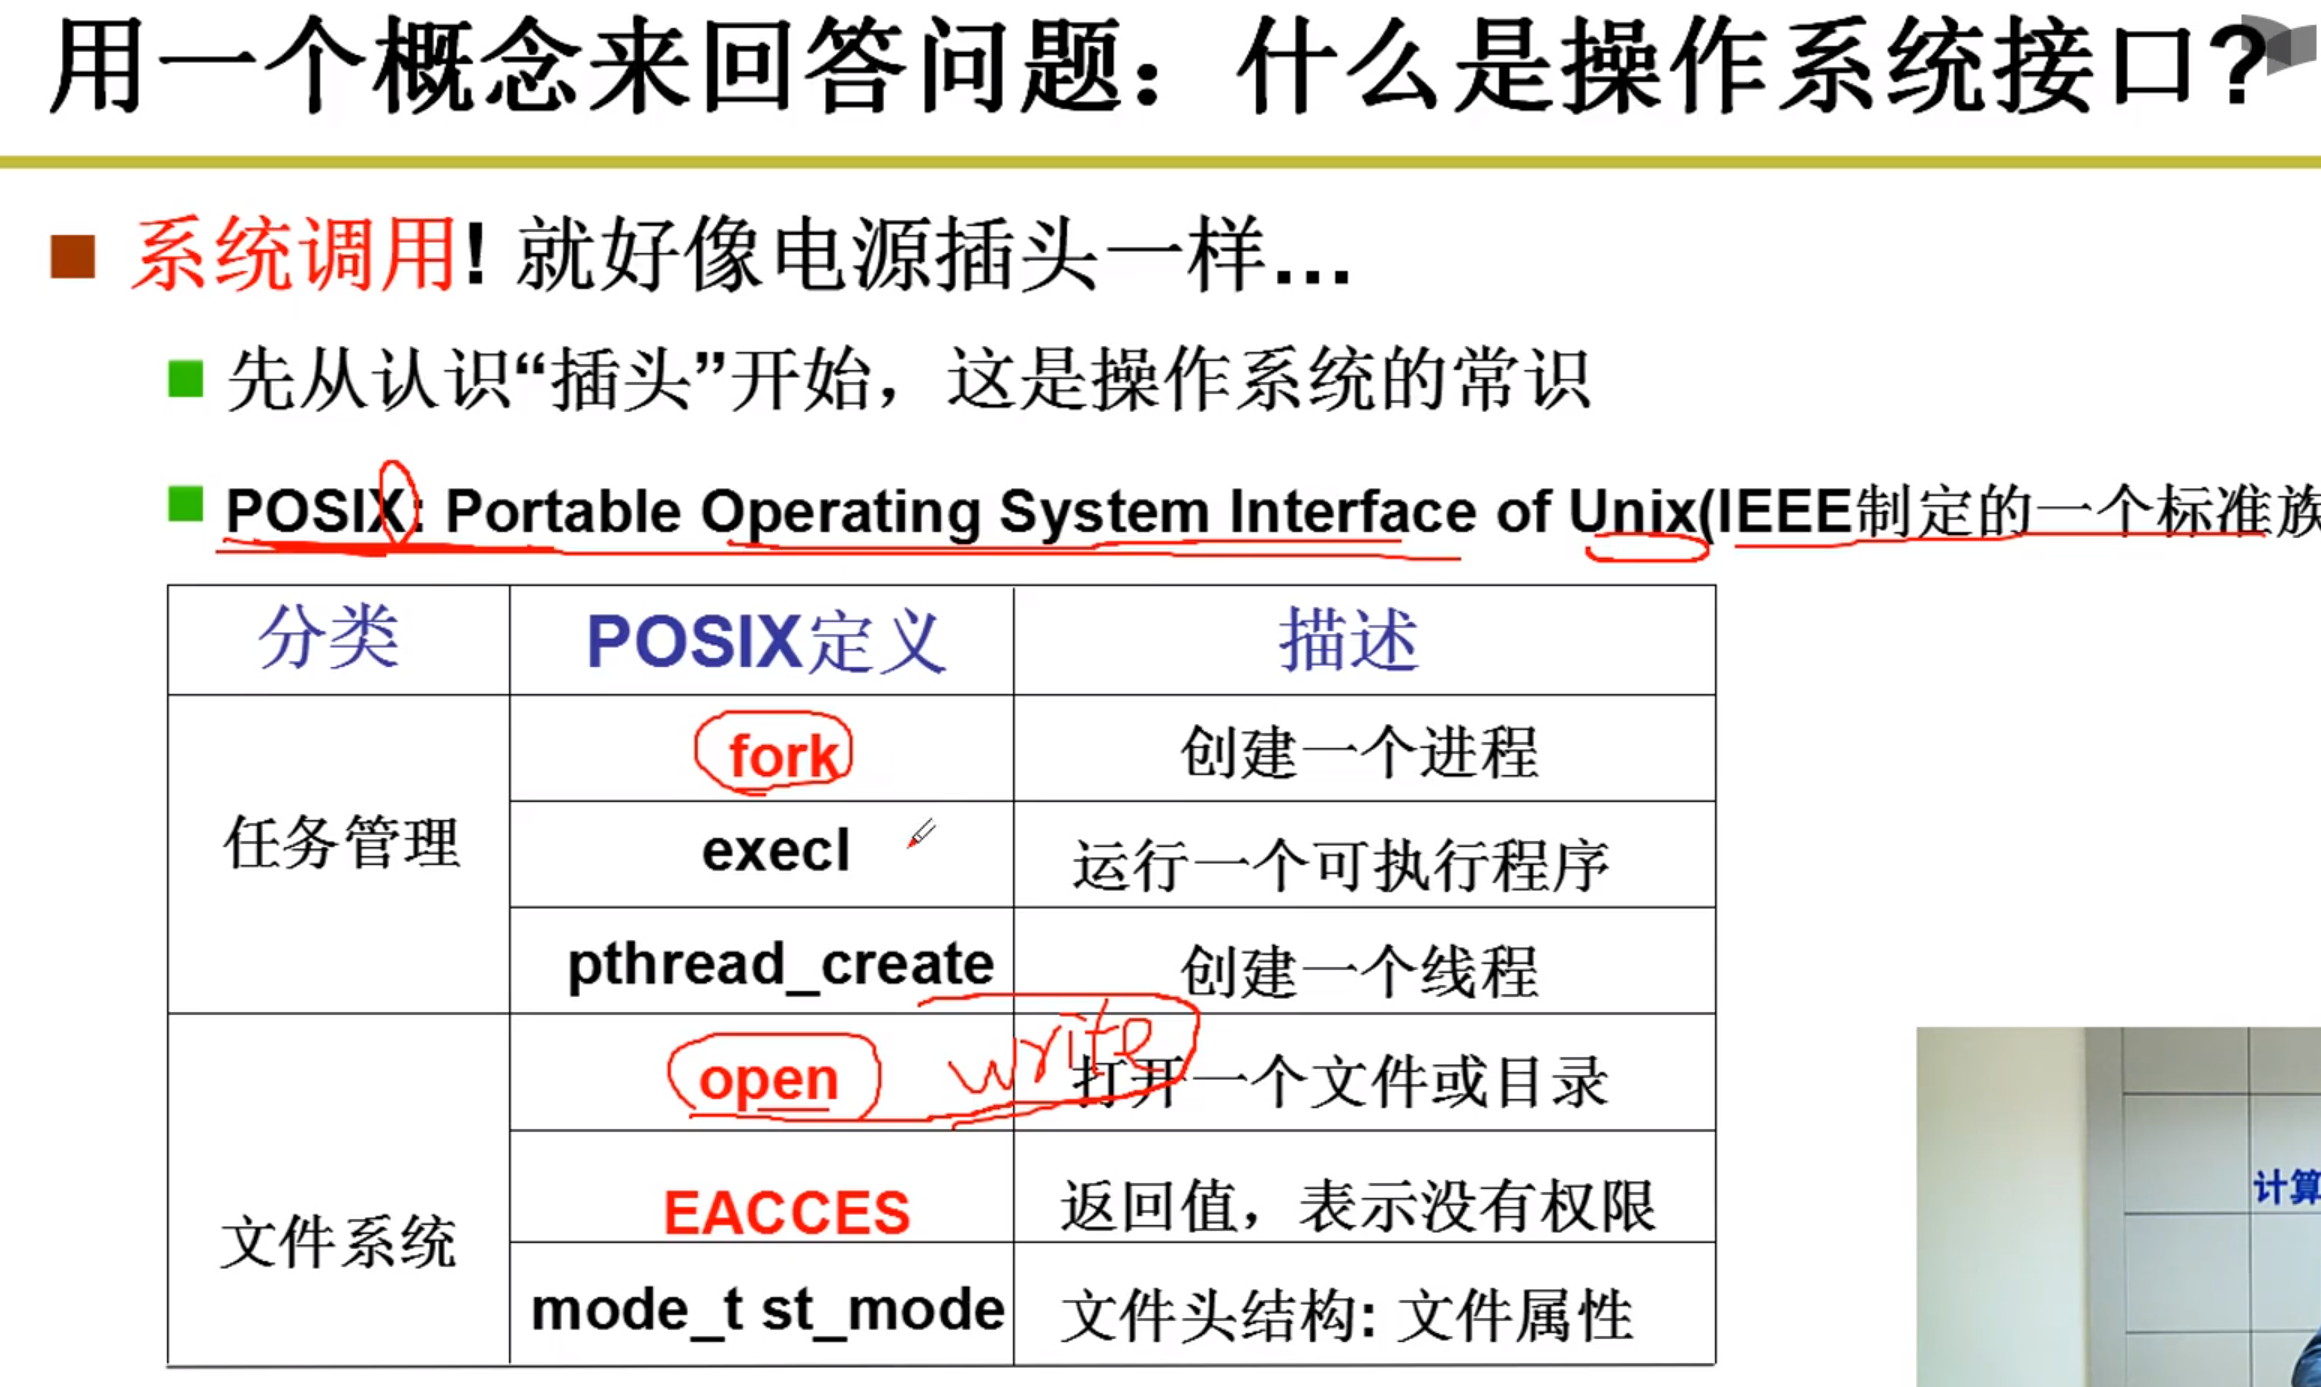 用一个概念来回答问题：什么是操作系统接口?
系统调用! 就好像电源插头一样...
先从认识“插头”开始，这是操作系统的常识
POSIX: Portable Operating System Interface of Unix(IEEE制定的一个标准族
分类 POSIX定义 描述
fork 创建一个进程
任务管理 execl 运行一个可执行程序
pthread_create 创建一个线程
write
open 打开一个文件或目录
EACCES 返回值，表示没有权限
文件系统
mode_t st_mode 文件头结构: 文件属性
计算